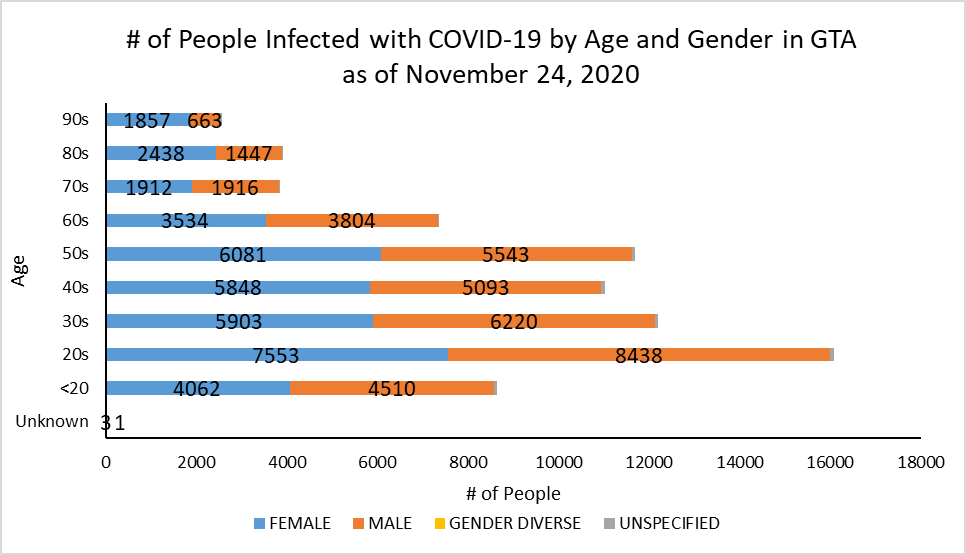 # of People Infected with COVID-19 by Age and Gender in GTA
as of November 24, 2020
90s 1857 663
80s 2438 1447
70s 1912 1916
60s 3534 3804
50s 6081 5543
40s 5848 5093
30s 5903 6220
20s 7553 8438
<20 4062 4510
Unknown 3 1
Age
0 2000 4000 6000 8000 10000 12000 14000 16000 18000
# of People
FEMALE MALE GENDER DIVERSE UNSPECIFIED